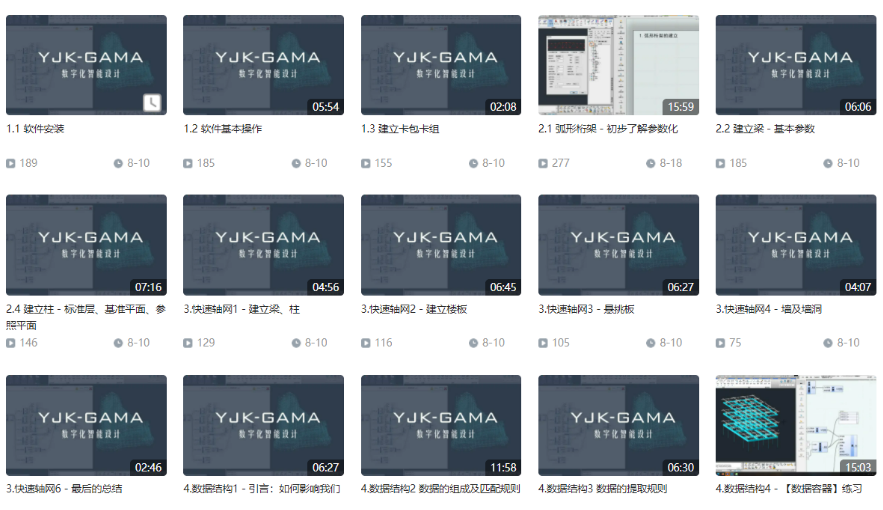 YJK-GAMA
数字化智能设计
YJK-GAMA
数字化智能设计
05:54
YJK-GAMA
数字化智能设计
02:08
1.弧形桁架的建立
15:59
YJK-GAMA
数字化智能设计
06:06
1.1 软件安装
1.2 软件基本操作
1.3 建立卡包卡组
2.1 弧形桁架 - 初步了解参数化
2.2 建立梁 - 基本参数
189 8-10
185 8-10
155 8-10
277 8-18
185 8-10
YJK-GAMA
数字化智能设计
07:16
YJK-GAMA
数字化智能设计
04:56
YJK-GAMA
数字化智能设计
06:45
YJK-GAMA
数字化智能设计
06:27
YJK-GAMA
数字化智能设计
04:07
2.4 建立柱 - 标准层、基准平面、参
照平面
3.快速轴网1 - 建立梁、柱
3.快速轴网2 - 建立楼板
3.快速轴网3 - 悬挑板
3.快速轴网4 - 墙及墙洞
146 8-10
129 8-10
116 8-10
105 8-10
75 8-10
YJK-GAMA
数字化智能设计
02:46
YJK-GAMA
数字化智能设计
06:27
YJK-GAMA
数字化智能设计
11:58
YJK-GAMA
数字化智能设计
06:30
15:03
3.快速轴网6 - 最后的总结
4.数据结构1 - 引言：如何影响我们
4.数据结构2 数据的组成及匹配规则
4.数据结构3 数据的提取规则
4.数据结构4 - 【数据容器】练习